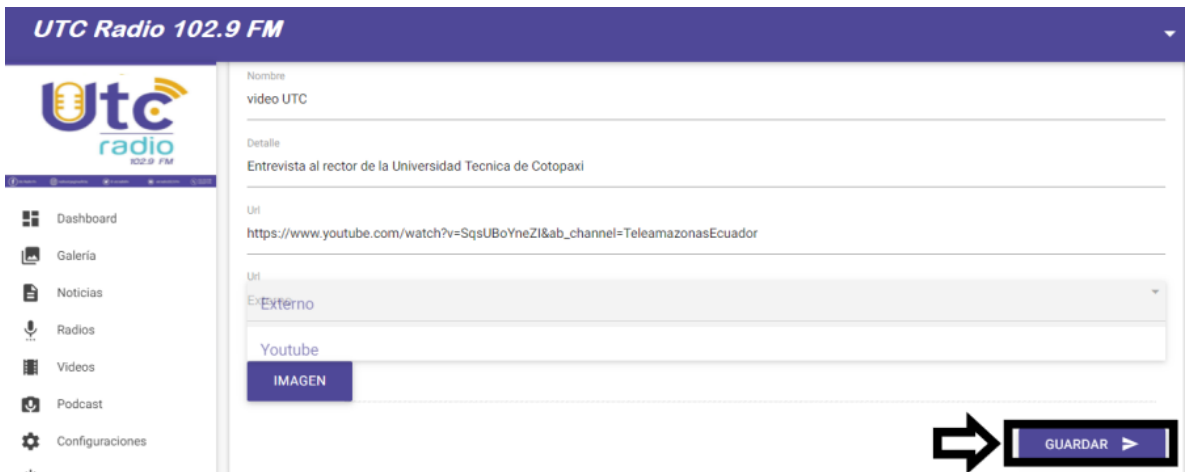 UTC Radio 102.9 FM
Utc
radio
102.9 FM
Dashboard
Galería
Noticias
Radios
Videos
Podcast
Configuraciones
Nombre
video UTC
Detalle
Entrevista al rector de la Universidad Tecnica de Cotopaxi
Url
https://www.youtube.com/watch?v=SqsUBoYneZI&ab_channel=TeleamazonasEcuador
Url
Externo
Externo
Youtube
IMAGEN
GUARDAR